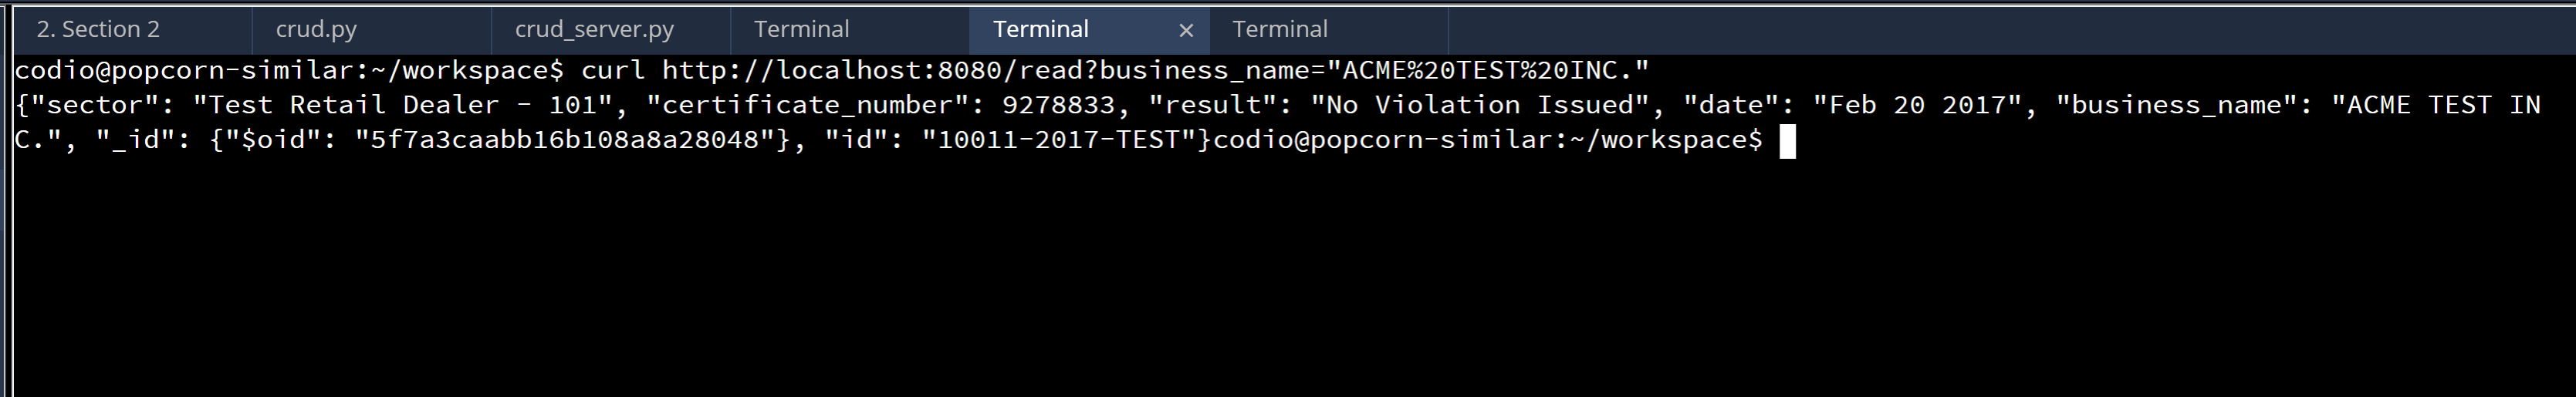 2. Section 2 crud.py crud_server.py Terminal Terminal × Terminal
codio@popcorn-similar:~/workspace$ curl http://localhost:8080/read?business_name="ACME%20TEST%20INC."
{"sector": "Test Retail Dealer - 101", "certificate_number": 9278833, "result": "No Violation Issued", "date": "Feb 20 2017", "business_name": "ACME TEST IN
C.", "_id": {"$oid": "5f7a3caabb16b108a8a28048"}, "id": "10011-2017-TEST"}codio@popcorn-similar:~/workspace$